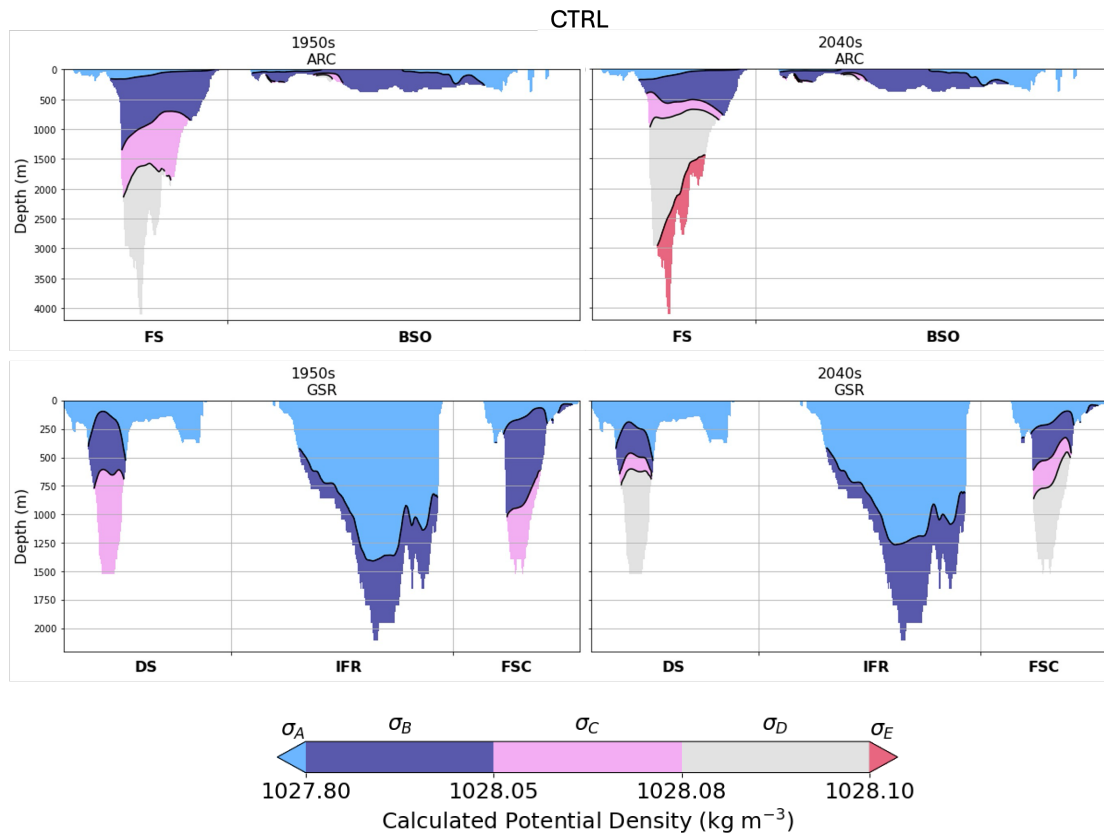 CTRL
1950s
ARC
2040s
ARC
0
500
1000
1500
2000
2500
3000
3500
4000
Depth (m)
FS BSO FS BSO
1950s
GSR
2040s
GSR
0
250
500
750
1000
1250
1500
1750
2000
Depth (m)
DS IFR FSC DS IFR FSC
σA σB σC σD σE
1027.80 1028.05 1028.08 1028.10
Calculated Potential Density (kg m−3)